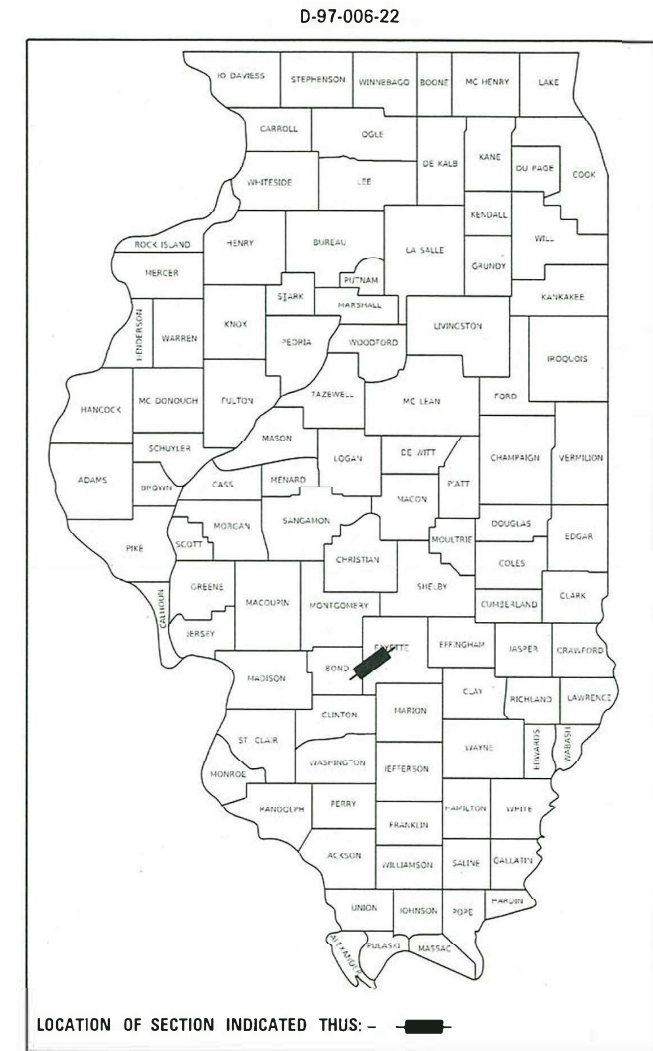 D-97-006-22
JO DAVIESS STEPHENSON WINNEBAGO BOONE MC HENRY LAKE
CARROLL OGLE
DE KALB KANE DU PAGE COOK
WHITESIDE LEE
KENDALL
ROCK ISLAND HENRY BUREAU LA SALLE WILL
MERCER PUTNAM GRUNDY
STARK MARSHALL KANKAKEE
HENDERSON WARREN KNOX PEORIA WOODFORD LIVINGSTON
IROQUOIS
HANCOCK MC DONOUGH FULTON TAZEWELL MC LEAN FORD
MASON
SCHUYLER LOGAN DE WITT CHAMPAIGN VERMILION
ADAMS BROWN CASS MENARD PIATT
MACON
PIKE SCOTT MORGAN SANGAMON MOULTRIE DOUGLAS EDGAR
CHRISTIAN COLES
CALHOUN GREENE MACOUPIN MONTGOMERY SHELBY CUMBERLAND CLARK
JERSEY
FAYETTE EFFINGHAM JASPER CRAWFORD
MADISON BOND
CLAY RICHLAND LAWRENCE
CLINTON MARION
ST. CLAIR WAYNE EDWARDS WABASH
MONROE WASHINGTON JEFFERSON
RANDOLPH PERRY HAMILTON WHITE
FRANKLIN
JACKSON WILLIAMSON SALINE GALLATIN
UNION JOHNSON POPE HARDIN
ALEXANDER PULASKI MASSAC
LOCATION OF SECTION INDICATED THUS: –